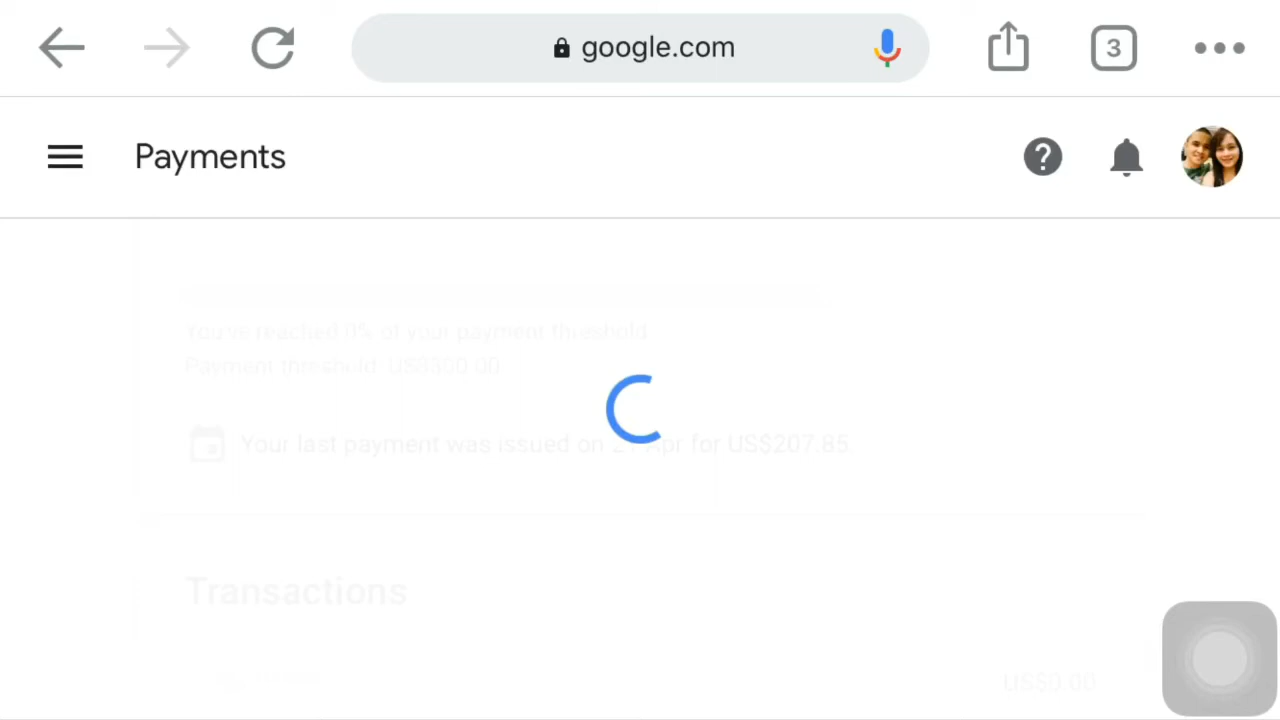 google.com
3
Payments
You've reached 0% of your payment threshold
Payment threshold: US$300.00
Your last payment was issued on 21 Apr for US$207.85.
Transactions
US$0.00